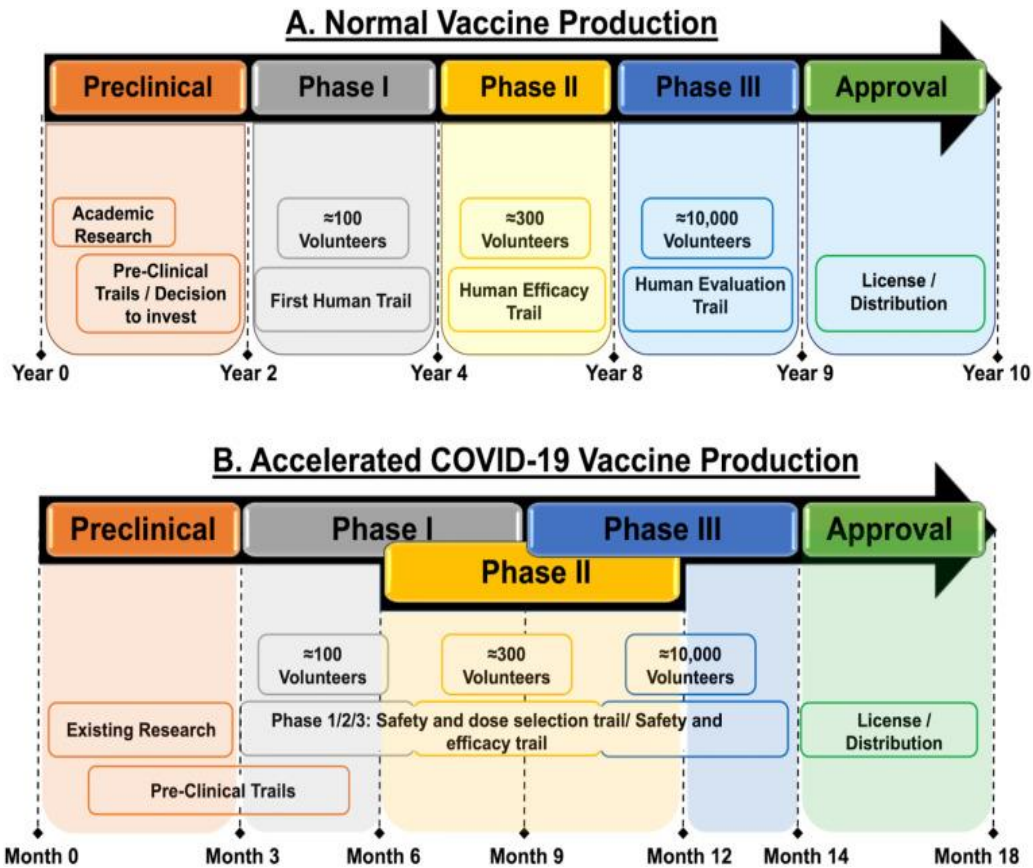 A. Normal Vaccine Production
Preclinical
Phase I
Phase II
Phase III
Approval
Academic
Research
Pre-Clinical
Trails / Decision
to invest
≈100
Volunteers
First Human Trail
≈300
Volunteers
Human Efficacy
Trail
≈10,000
Volunteers
Human Evaluation
Trail
License /
Distribution
Year 0
Year 2
Year 4
Year 8
Year 9
Year 10
B. Accelerated COVID-19 Vaccine Production
Preclinical
Phase I
Phase II
Phase III
Approval
≈100
Volunteers
≈300
Volunteers
≈10,000
Volunteers
Existing Research
Phase 1/2/3: Safety and dose selection trail/ Safety and
efficacy trail
License /
Distribution
Pre-Clinical Trails
Month 0
Month 3
Month 6
Month 9
Month 12
Month 14
Month 18